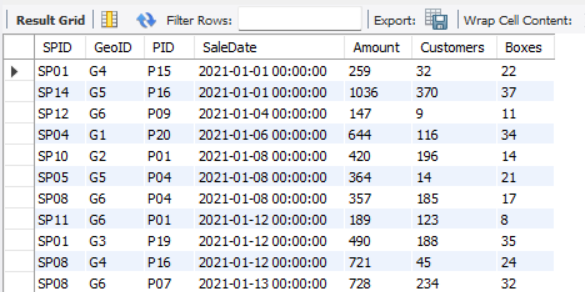 Result Grid Filter Rows: Export: Wrap Cell Content:
SPID GeoID PID SaleDate Amount Customers Boxes
SP01 G4 P15 2021-01-01 00:00:00 259 32 22
SP14 G5 P16 2021-01-01 00:00:00 1036 370 37
SP12 G6 P09 2021-01-04 00:00:00 147 9 11
SP04 G1 P20 2021-01-06 00:00:00 644 116 34
SP10 G2 P01 2021-01-08 00:00:00 420 196 14
SP05 G5 P04 2021-01-08 00:00:00 364 14 21
SP08 G6 P04 2021-01-08 00:00:00 357 185 17
SP11 G6 P01 2021-01-12 00:00:00 189 123 8
SP01 G3 P19 2021-01-12 00:00:00 490 188 35
SP08 G4 P16 2021-01-12 00:00:00 721 45 24
SP08 G6 P07 2021-01-13 00:00:00 728 234 32